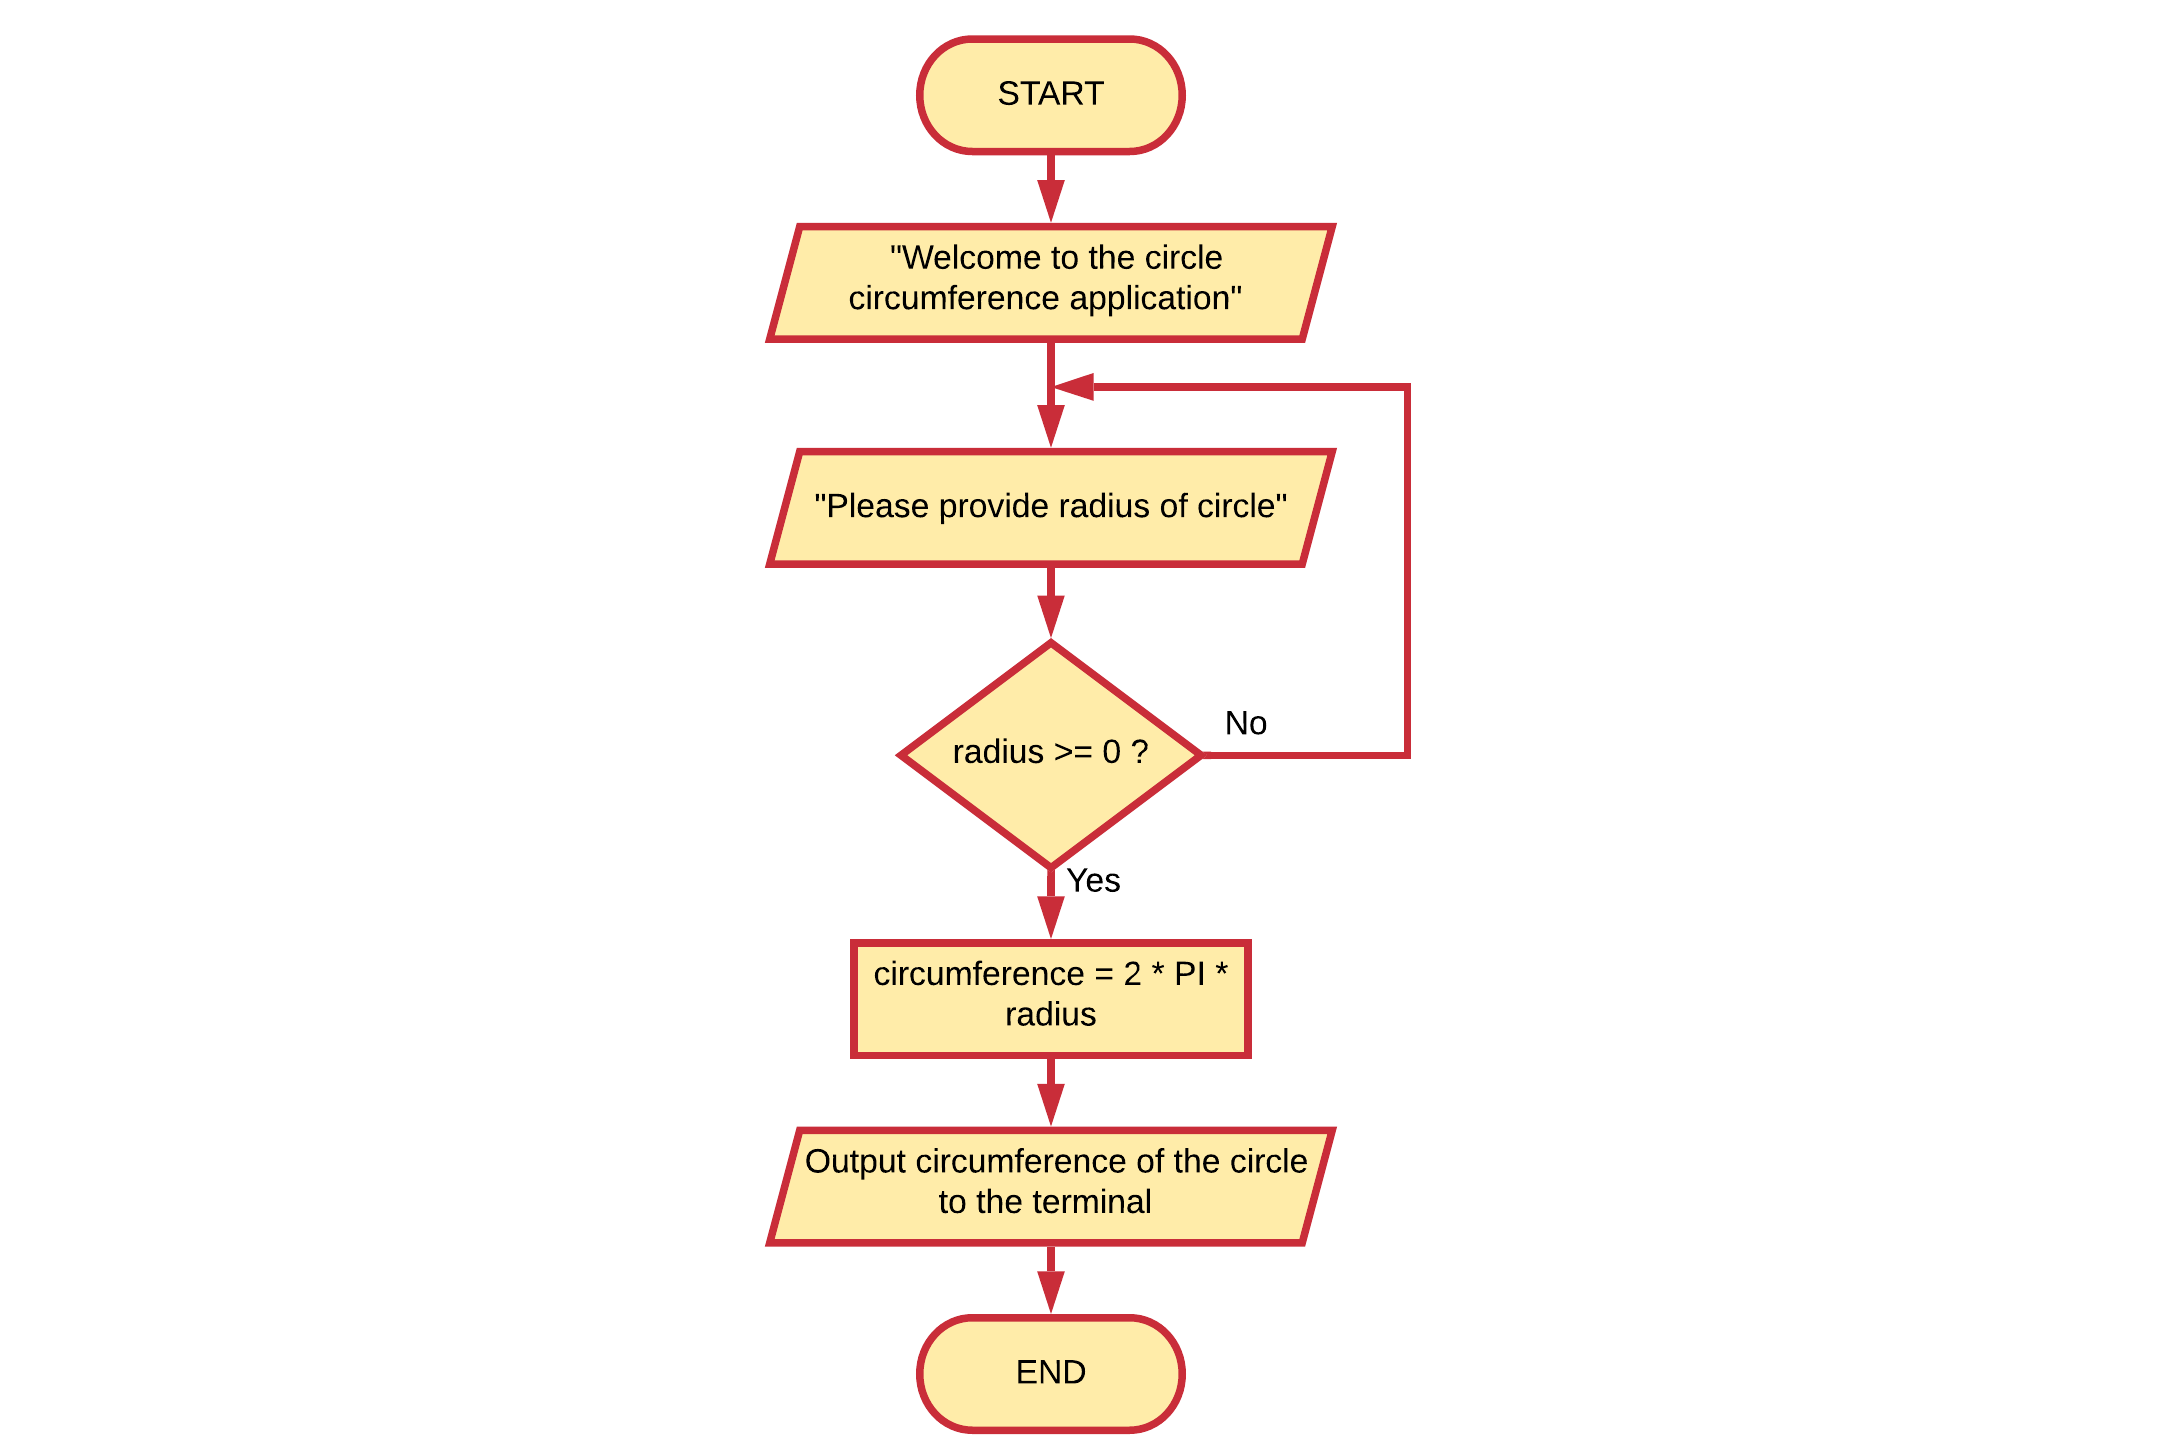 START
"Welcome to the circle
circumference application"
"Please provide radius of circle"
radius >= 0 ?
No
Yes
circumference = 2 * PI *
radius
Output circumference of the circle
to the terminal
END